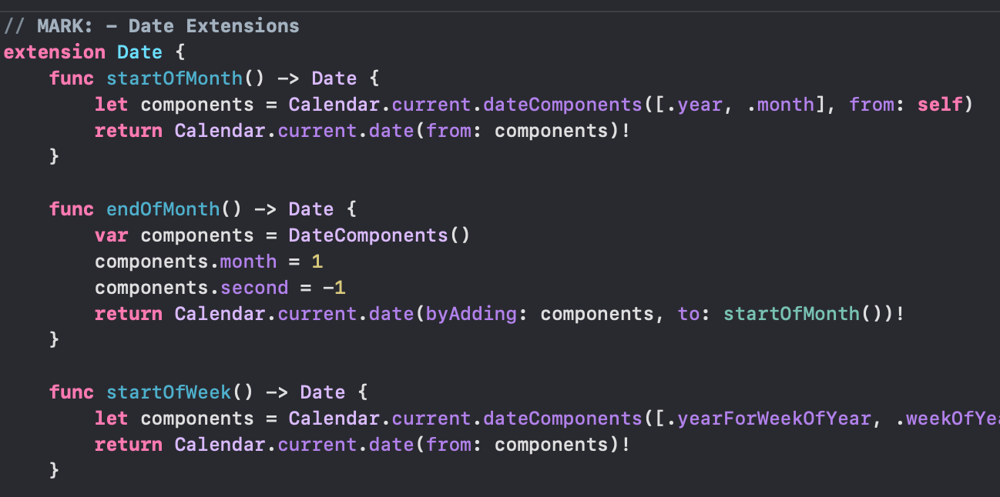 // MARK: - Date Extensions
extension Date {
    func startOfMonth() -> Date {
        let components = Calendar.current.dateComponents([.year, .month], from: self)
        return Calendar.current.date(from: components)!
    }

    func endOfMonth() -> Date {
        var components = DateComponents()
        components.month = 1
        components.second = -1
        return Calendar.current.date(byAdding: components, to: startOfMonth())!
    }

    func startOfWeek() -> Date {
        let components = Calendar.current.dateComponents([.yearForWeekOfYear, .weekOfYea
        return Calendar.current.date(from: components)!
    }